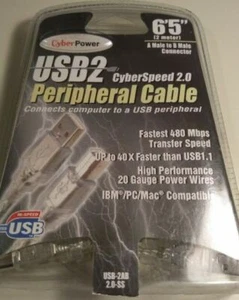 CyberPower
6'5"
(2 meter)
A Male to B Male
Connector
USB2
CyberSpeed 2.0
Peripheral Cable
Connects computer to a USB peripheral
Fastest 480 Mbps
Transfer Speed
UP to 40 X Faster than USB1.1
High Performance
20 Gauge Power Wires
IBM®/PC/Mac® Compatible
HI-SPEED
USB
USB-2AB
2.0-SS